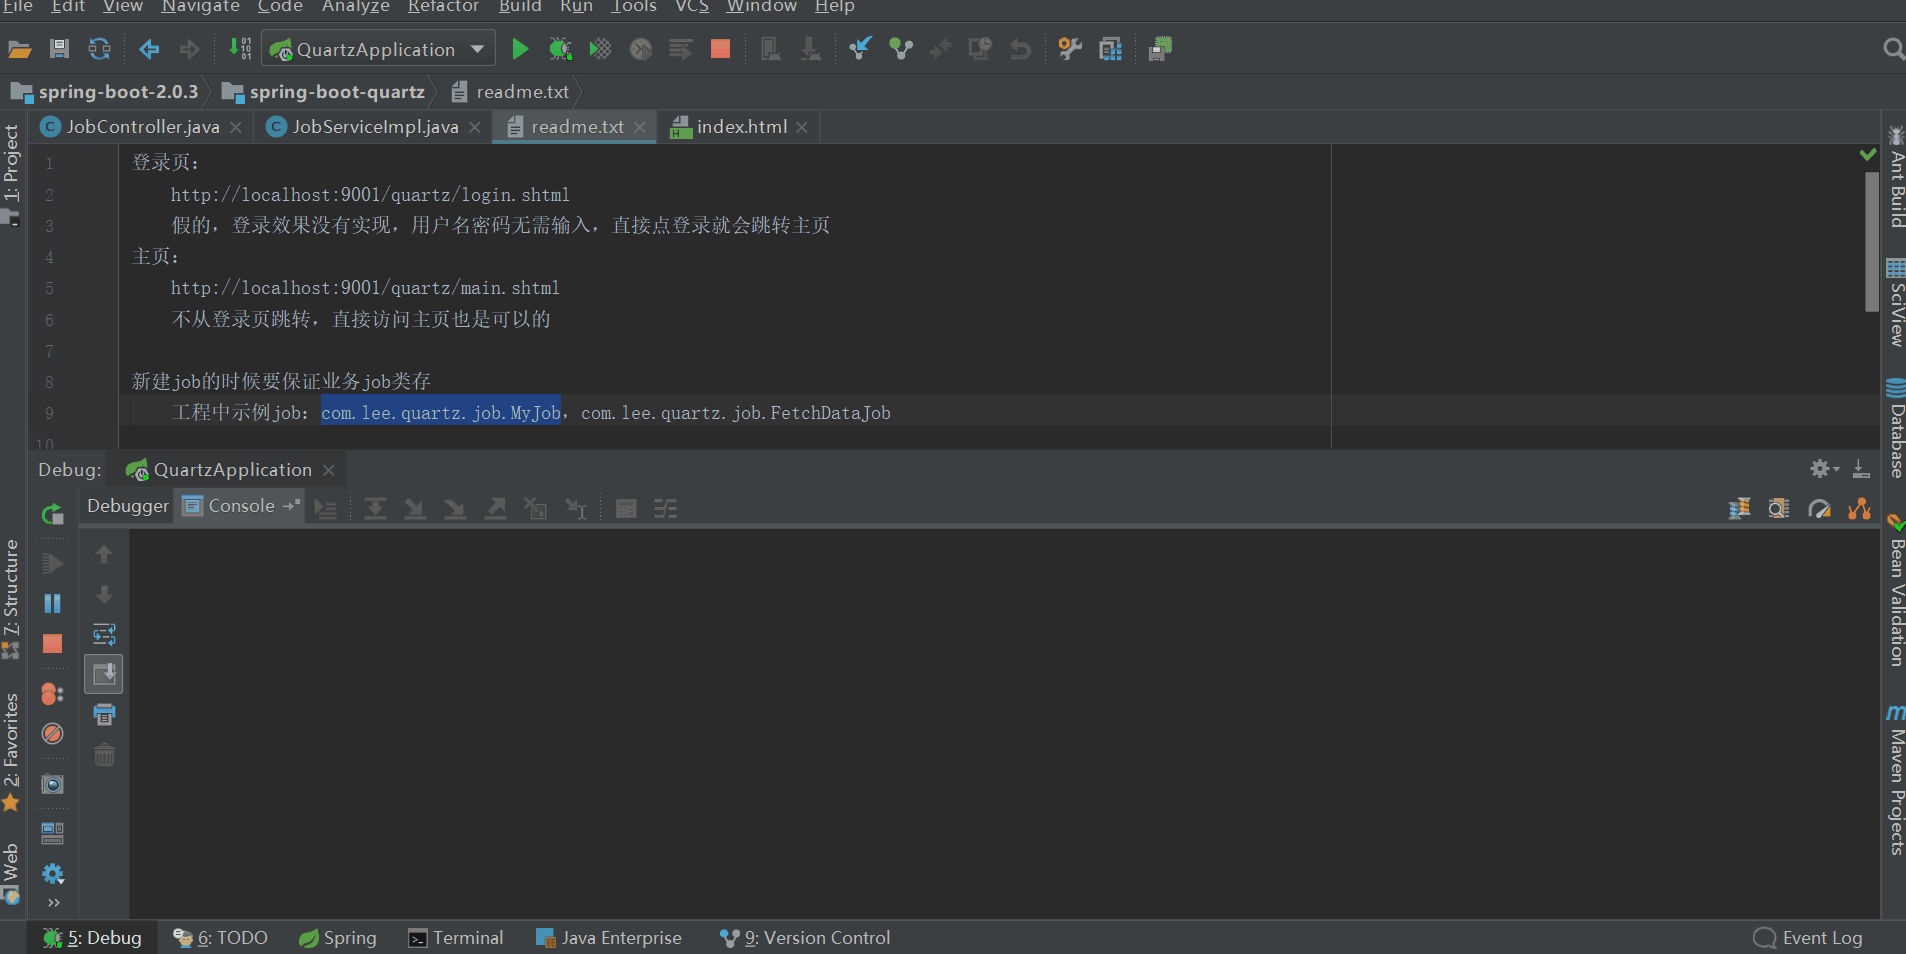 File Edit View Navigate Code Analyze Refactor Build Run Tools VCS Window Help
QuartzApplication
spring-boot-2.0.3 spring-boot-quartz readme.txt
JobController.java JobServiceImpl.java readme.txt index.html
1 登录页：
2 http://localhost:9001/quartz/login.shtml
3 假的，登录效果没有实现，用户名密码无需输入，直接点登录就会跳转主页
4 主页：
5 http://localhost:9001/quartz/main.shtml
6 不从登录页跳转，直接访问主页也是可以的
7
8 新建job的时候要保证业务job类存
9 工程中示例job：com.lee.quartz.job.MyJob，com.lee.quartz.job.FetchDataJob
10
Debug: QuartzApplication
Debugger Console
1: Project
7: Structure
2: Favorites
Web
Ant Build
SciView
Database
Bean Validation
Maven Projects
5: Debug 6: TODO Spring Terminal Java Enterprise 9: Version Control Event Log